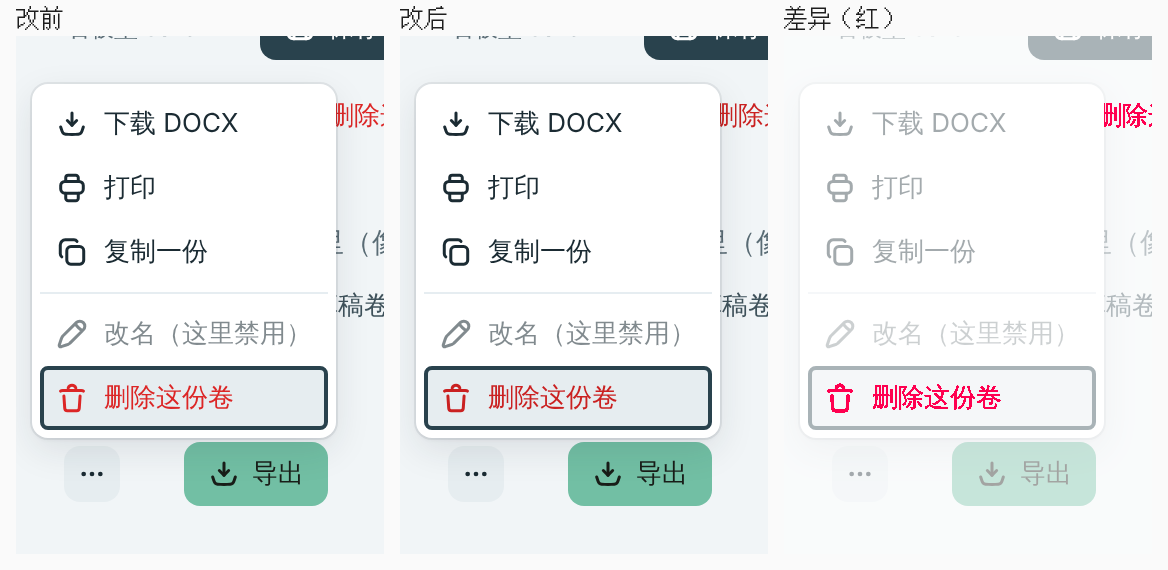 改前
改后
差异（红）
下载 DOCX
打印
复制一份
改名（这里禁用）
删除这份卷
导出
删除
稿卷
下载 DOCX
打印
复制一份
改名（这里禁用）
删除这份卷
导出
删除
稿卷
下载 DOCX
打印
复制一份
改名（这里禁用）
删除这份卷
导出
删除
稿卷